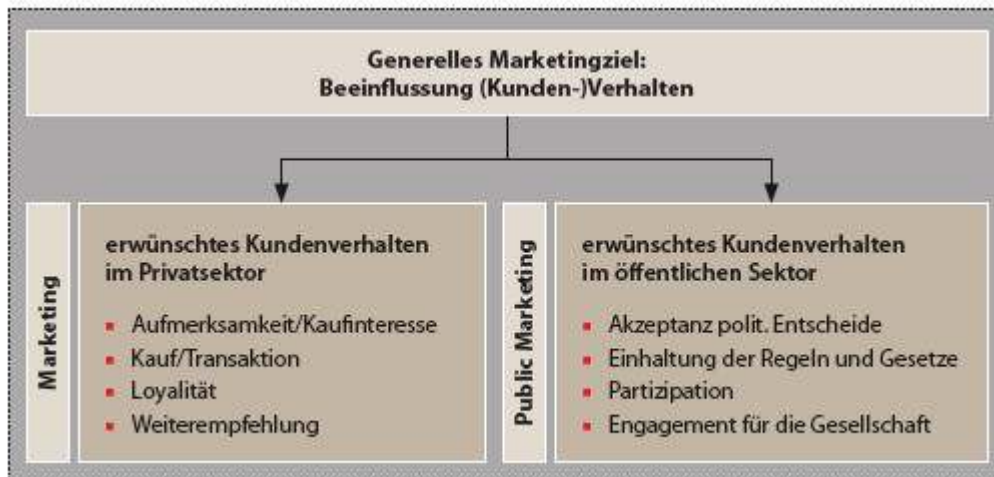 Generelles Marketingziel:
Beeinflussung (Kunden-)Verhalten
Marketing
erwünschtes Kundenverhalten
im Privatsektor
Aufmerksamkeit/Kaufinteresse
Kauf/Transaktion
Loyalität
Weiterempfehlung
Public Marketing
erwünschtes Kundenverhalten
im öffentlichen Sektor
Akzeptanz polit. Entscheide
Einhaltung der Regeln und Gesetze
Partizipation
Engagement für die Gesellschaft